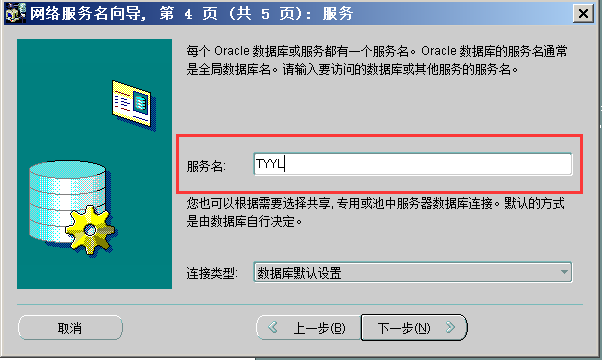 网络服务名向导, 第 4 页 (共 5 页): 服务
每个 Oracle 数据库或服务都有一个服务名。Oracle 数据库的服务名通常
是全局数据库名。请输入要访问的数据库或其他服务的服务名。
服务名:
TYYL
您也可以根据需要选择共享,专用或池中服务器数据库连接。默认的方式
是由数据库自行决定。
连接类型:
数据库默认设置
取消
上一步(B)
下一步(N)